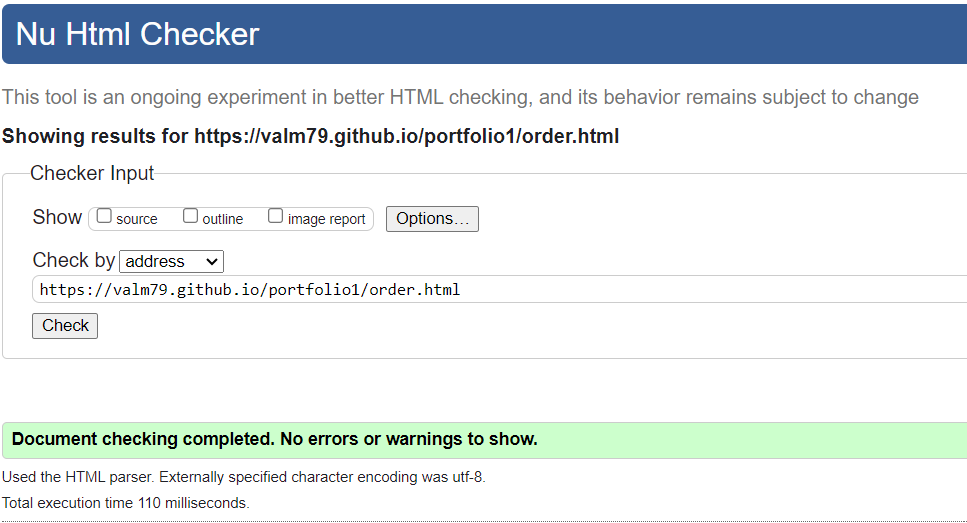 Nu Html Checker
This tool is an ongoing experiment in better HTML checking, and its behavior remains subject to change
Showing results for https://valm79.github.io/portfolio1/order.html
Checker Input
Show source outline image report Options...
Check by address
https://valm79.github.io/portfolio1/order.html
Check
Document checking completed. No errors or warnings to show.
Used the HTML parser. Externally specified character encoding was utf-8.
Total execution time 110 milliseconds.